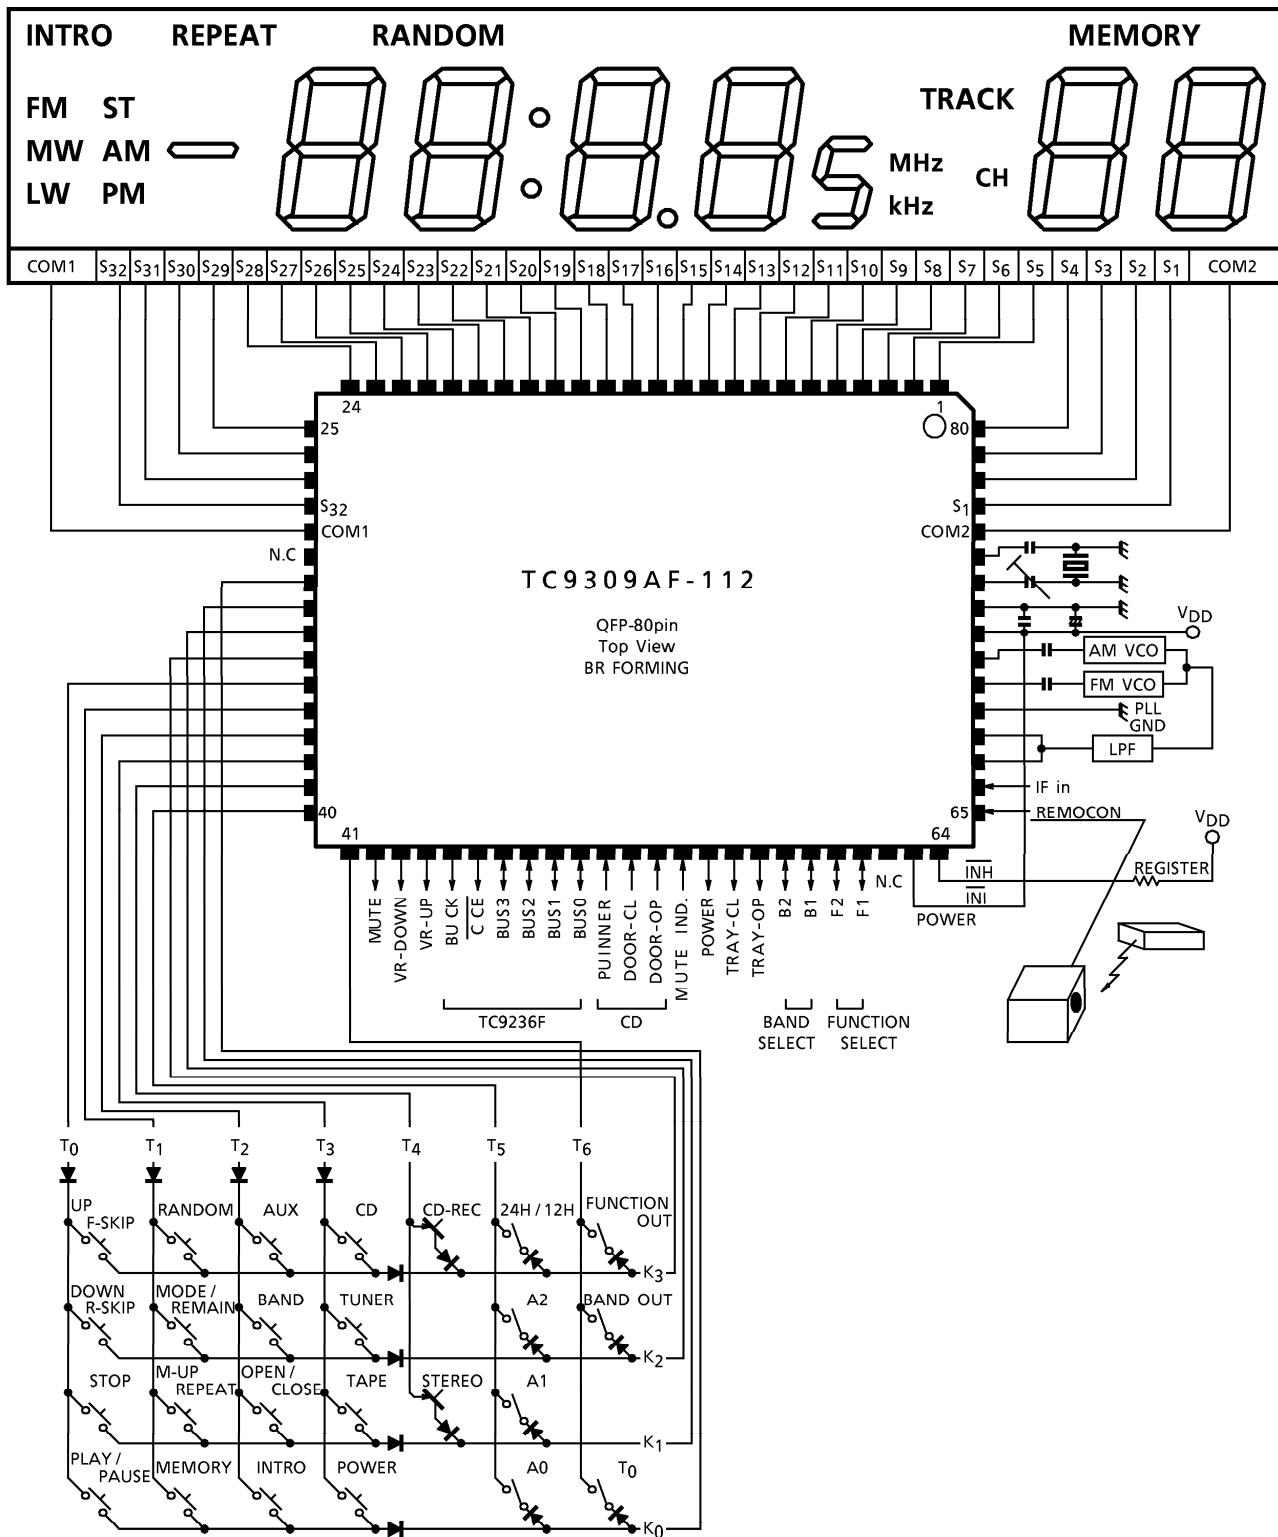 INTRO REPEAT RANDOM MEMORY
FM ST TRACK
MW AM MHz CH
LW PM kHz
COM1 S32 S31 S30 S29 S28 S27 S26 S25 S24 S23 S22 S21 S20 S19 S18 S17 S16 S15 S14 S13 S12 S11 S10 S9 S8 S7 S6 S5 S4 S3 S2 S1 COM2
24 1
25 80
S32 S1
COM1 COM2
N.C
TC9309AF-112
QFP-80pin
Top View
BR FORMING
VDD
AM VCO
FM VCO
PLL
GND
LPF
IF in
40 65 REMOCON
41 64
VDD
N.C
INH REGISTER
INI
POWER
MUTE
VR-DOWN
VR-UP
BU CK
C CE
BUS3
BUS2
BUS1
BUS0
PUINNER
DOOR-CL
DOOR-OP
MUTE IND.
POWER
TRAY-CL
TRAY-OP
B2
B1
F2
F1
TC9236F CD BAND FUNCTION
SELECT SELECT
T0 T1 T2 T3 T4 T5 T6
UP RANDOM AUX CD CD-REC 24H / 12H FUNCTION
F-SKIP OUT
K3
DOWN MODE / BAND TUNER A2 BAND OUT
R-SKIP REMAIN
K2
STOP M-UP OPEN / TAPE STEREO A1
REPEAT CLOSE
K1
PLAY / MEMORY INTRO POWER A0 T0
PAUSE
K0